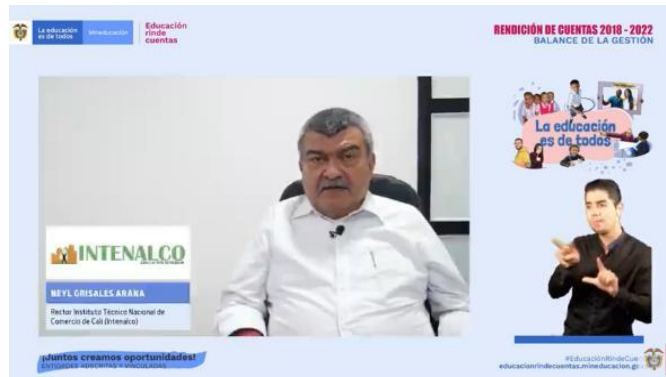 La educación
es de todos
Mineducación
Educación
rinde
cuentas
RENDICIÓN DE CUENTAS 2018 - 2022
BALANCE DE LA GESTIÓN
La educación
es de todos
INTENALCO
NEYL GRISALES ARANA
Rector Instituto Técnico Nacional de
Comercio de Cali (Intenalco)
¡Juntos creamos oportunidades!
ENTIDADES ADSCRITAS Y VINCULADAS
#EducaciónRindeCue
educacionrindecuentas.mineducacion.go